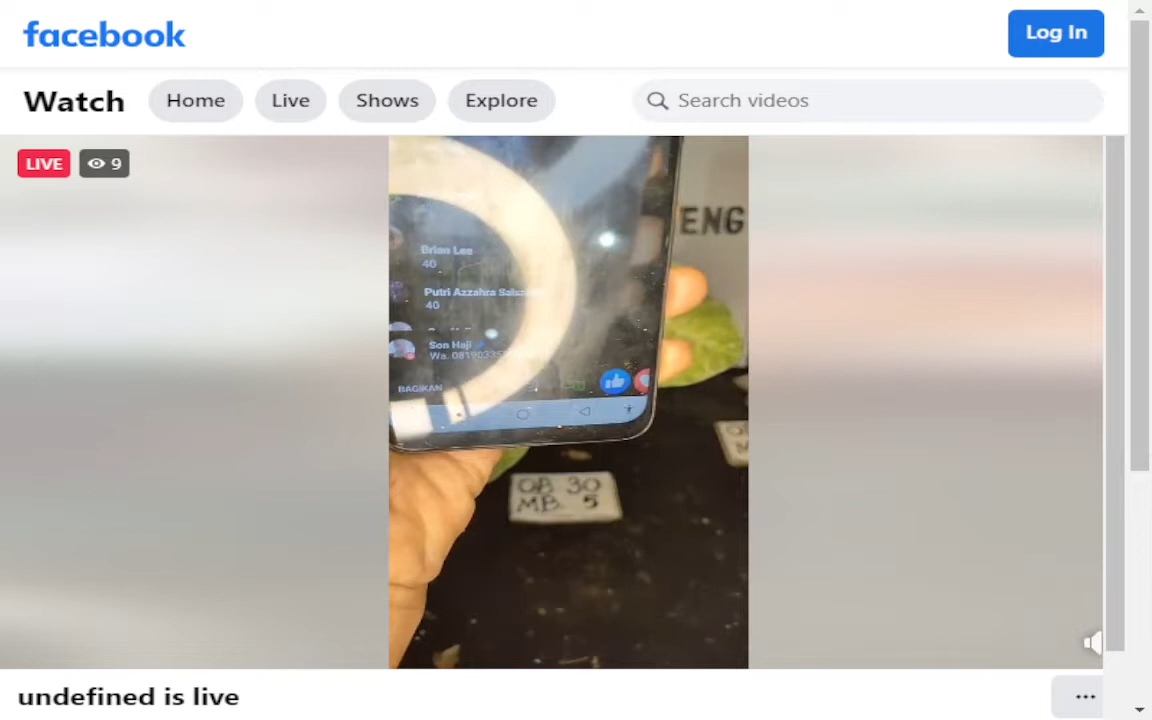 facebook
Log In
Watch
Home
Live
Shows
Explore
Search videos
LIVE
9
ENG
Brian Lee
40
Putri Azzahra
40
Son Haji
BAGIKAN
OB 30
MB. 5
undefined is live